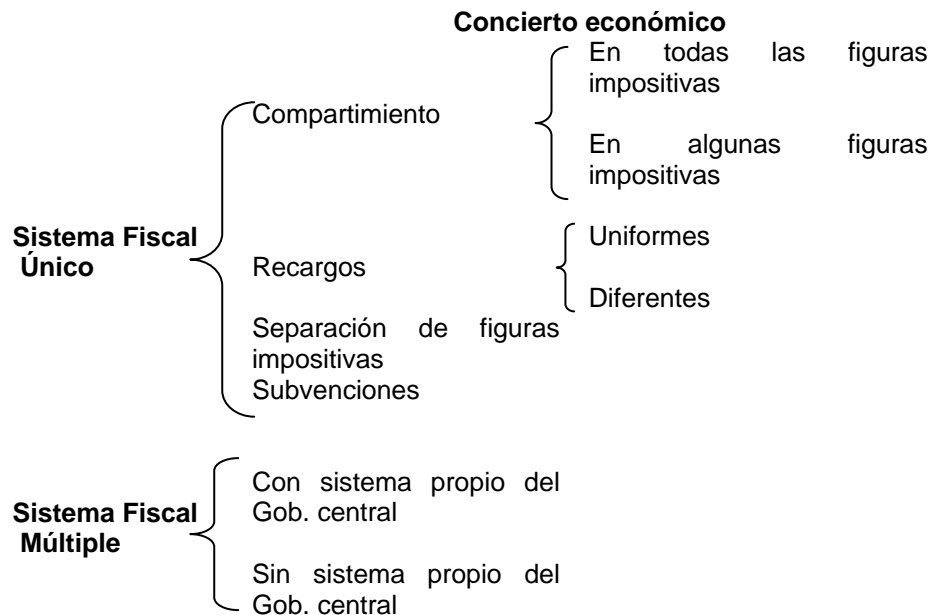 Concierto económico
En todas las figuras
impositivas
Compartimiento
En algunas figuras
impositivas
Sistema Fiscal
Único
Uniformes
Recargos
Diferentes
Separación de figuras
impositivas
Subvenciones
Con sistema propio del
Gob. central
Sistema Fiscal
Múltiple
Sin sistema propio del
Gob. central